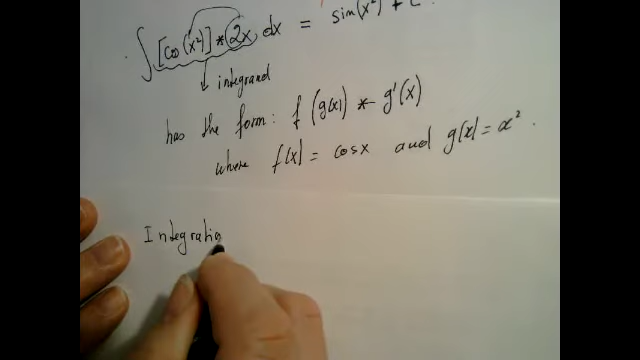 ∫ [cos(x²)] * 2x dx = sin(x²) + C
integrand
has the form: f(g(x)) * g'(x)
where f(x) = cos x and g(x) = x².
Integratio